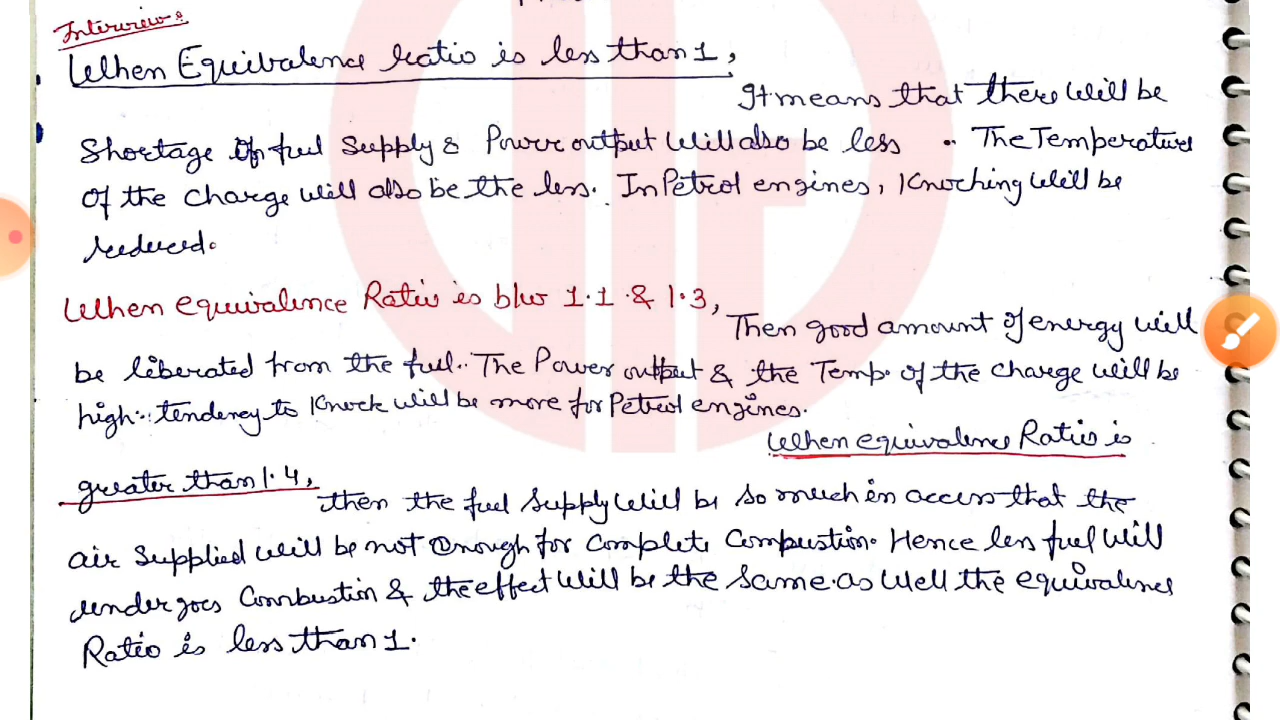 Interview:
When Equivalence Ratio is less than 1,
It means that there will be
Shortage of fuel Supply & Power output Will also be less ∴ The Temperature
Of the Charge will also be the less. In Petrol engines, Knocking Will be
reduced.
When equivalence Ratio is b/w 1.1 & 1.3,
Then good amount of energy will
be liberated from the fuel. The Power output & the Temp. of the charge will be
high ∴ tendency to Knock will be more for Petrol engines.
When equivalence Ratio is
greater than 1.4,
then the fuel Supply Will be so much in access that the
air Supplied will be not enough for Complete Combustion. Hence less fuel Will
under goes Combustion & the effect Will be the Same as Well the equivalence
Ratio is less than 1.